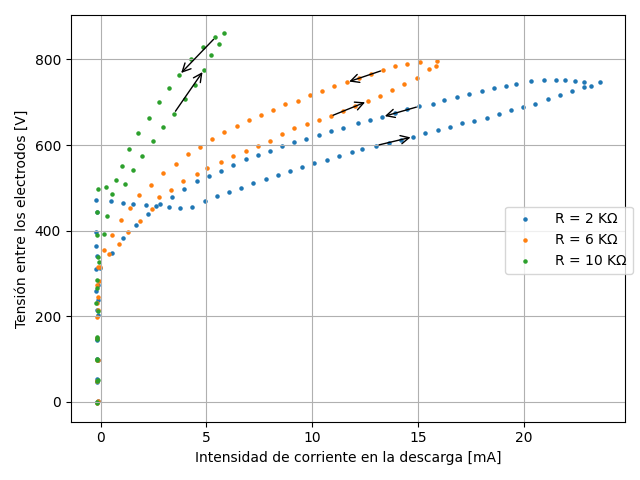 Tensión entre los electrodos [V]
800
600
400
200
0
R = 2 KΩ
R = 6 KΩ
R = 10 KΩ
0 5 10 15 20
Intensidad de corriente en la descarga [mA]